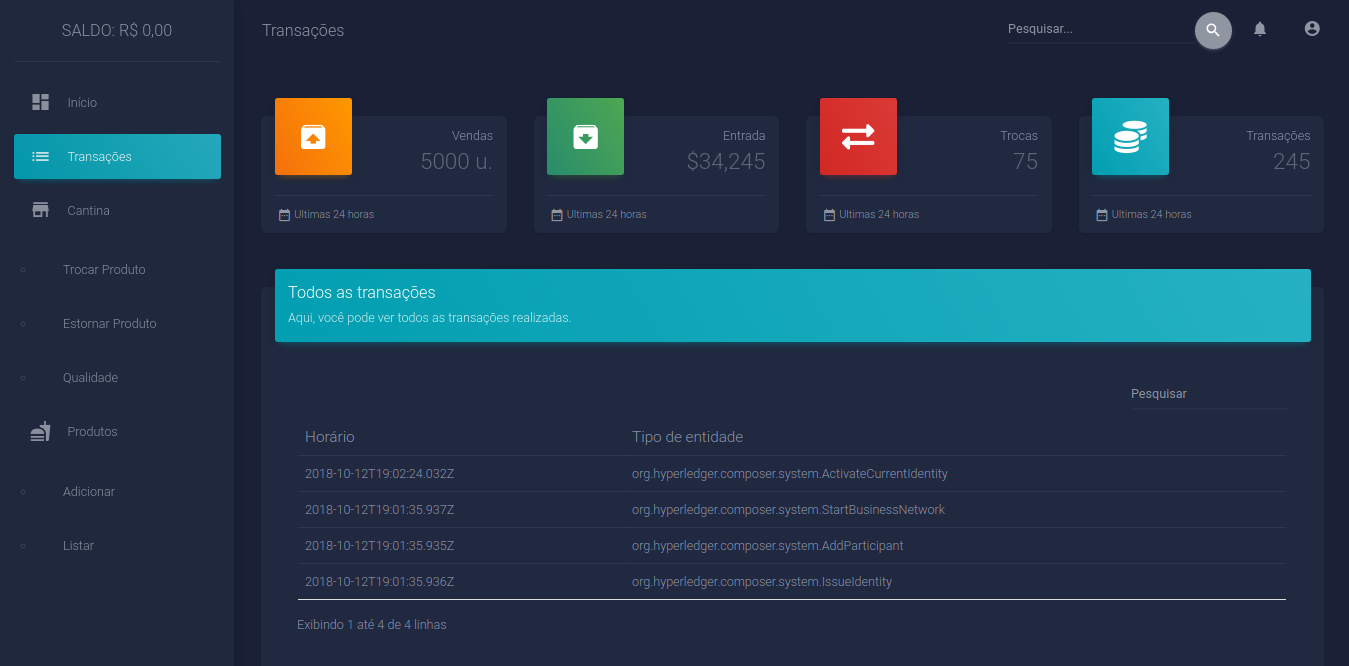 SALDO: R$ 0,00
Início
Transações
Cantina
Trocar Produto
Estornar Produto
Qualidade
Produtos
Adicionar
Listar
Transações
Pesquisar...
Vendas
5000 u.
Ultimas 24 horas
Entrada
$34,245
Ultimas 24 horas
Trocas
75
Ultimas 24 horas
Transações
245
Ultimas 24 horas
Todos as transações
Aqui, você pode ver todos as transações realizadas.
Pesquisar
Horário Tipo de entidade
2018-10-12T19:02:24.032Z org.hyperledger.composer.system.ActivateCurrentIdentity
2018-10-12T19:01:35.937Z org.hyperledger.composer.system.StartBusinessNetwork
2018-10-12T19:01:35.935Z org.hyperledger.composer.system.AddParticipant
2018-10-12T19:01:35.936Z org.hyperledger.composer.system.IssueIdentity
Exibindo 1 até 4 de 4 linhas